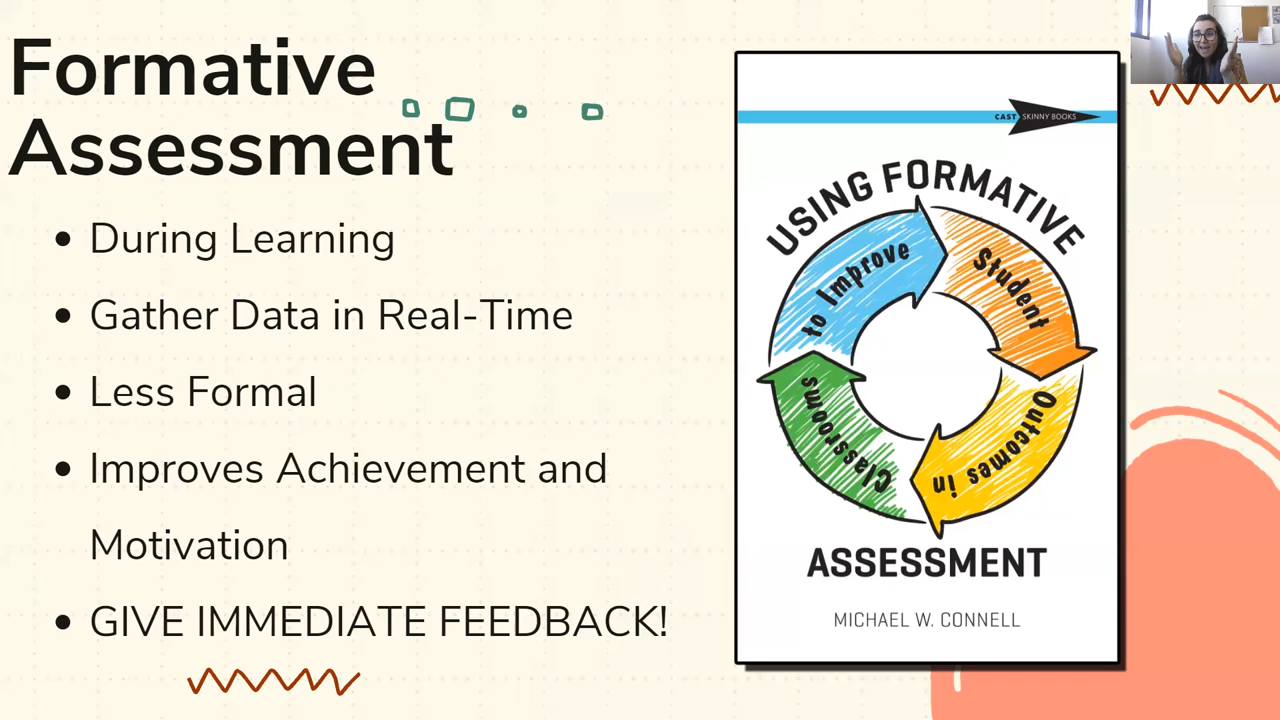 Formative
Assessment
During Learning
Gather Data in Real-Time
Less Formal
Improves Achievement and
Motivation
GIVE IMMEDIATE FEEDBACK!
CAST SKINNY BOOKS
USING FORMATIVE
to Improve
Student
Outcomes in
Classrooms
ASSESSMENT
MICHAEL W. CONNELL